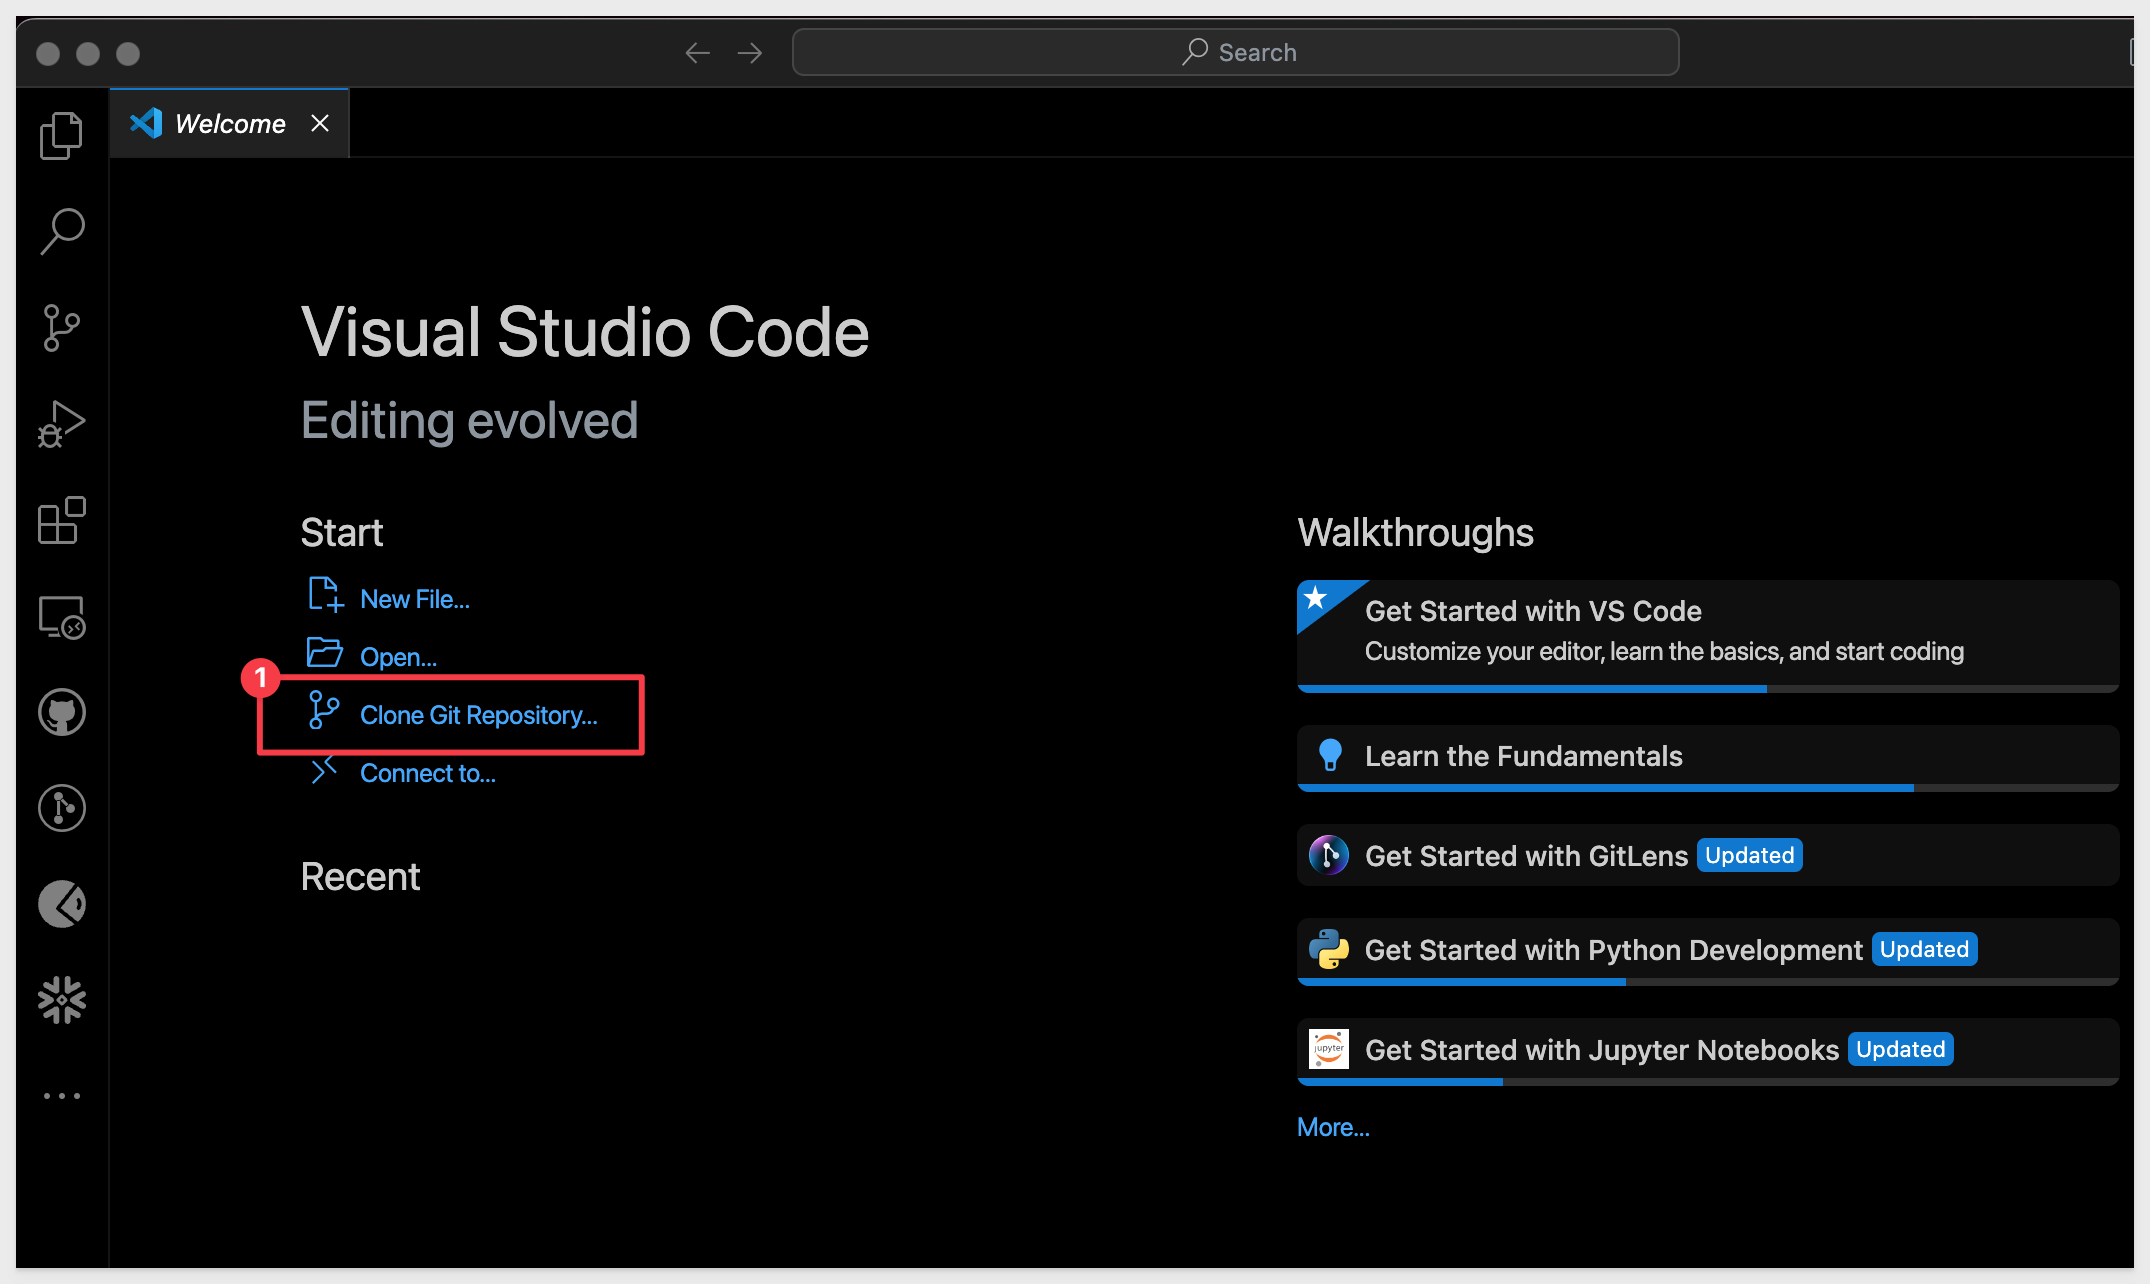 Search
Welcome
Visual Studio Code
Editing evolved
Start
New File...
Open...
1
Clone Git Repository...
Connect to...
Recent
Walkthroughs
Get Started with VS Code
Customize your editor, learn the basics, and start coding
Learn the Fundamentals
Get Started with GitLens Updated
Get Started with Python Development Updated
jupyter
Get Started with Jupyter Notebooks Updated
More...